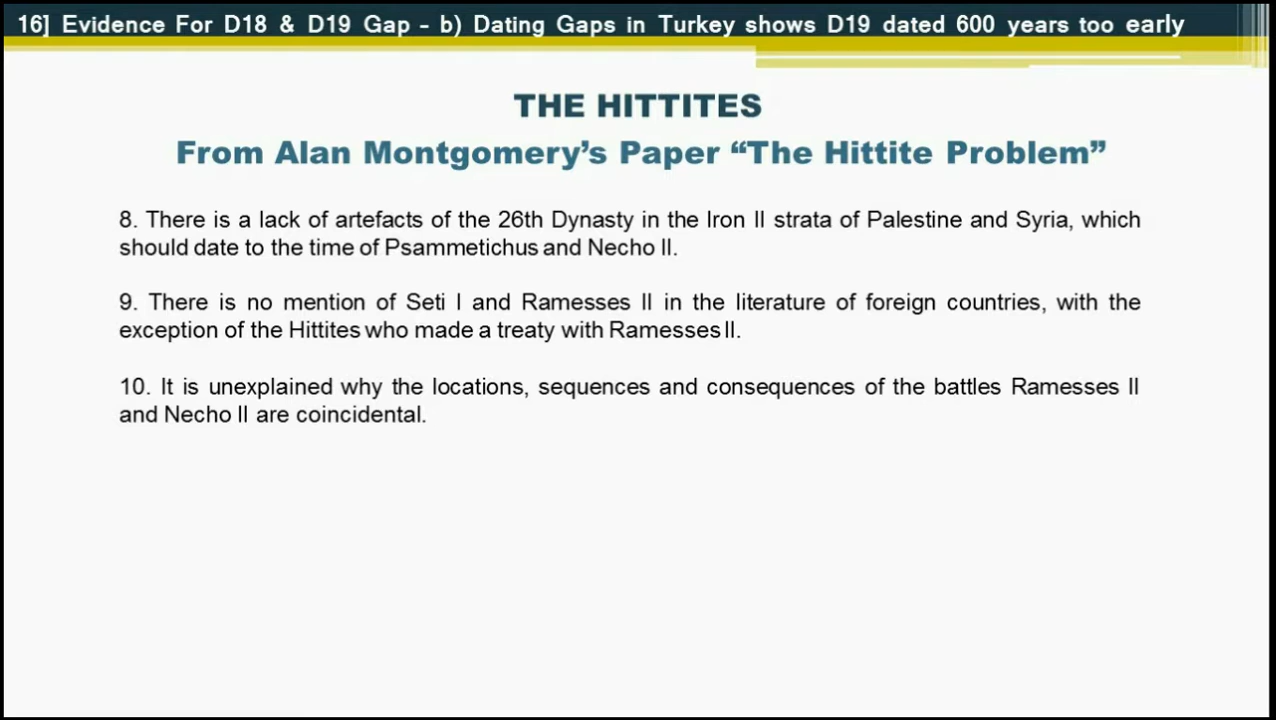 16] Evidence For D18 & D19 Gap - b) Dating Gaps in Turkey shows D19 dated 600 years too early
THE HITTITES
From Alan Montgomery's Paper “The Hittite Problem”
8. There is a lack of artefacts of the 26th Dynasty in the Iron II strata of Palestine and Syria, which
should date to the time of Psammetichus and Necho II.
9. There is no mention of Seti I and Ramesses II in the literature of foreign countries, with the
exception of the Hittites who made a treaty with Ramesses II.
10. It is unexplained why the locations, sequences and consequences of the battles Ramesses II
and Necho II are coincidental.